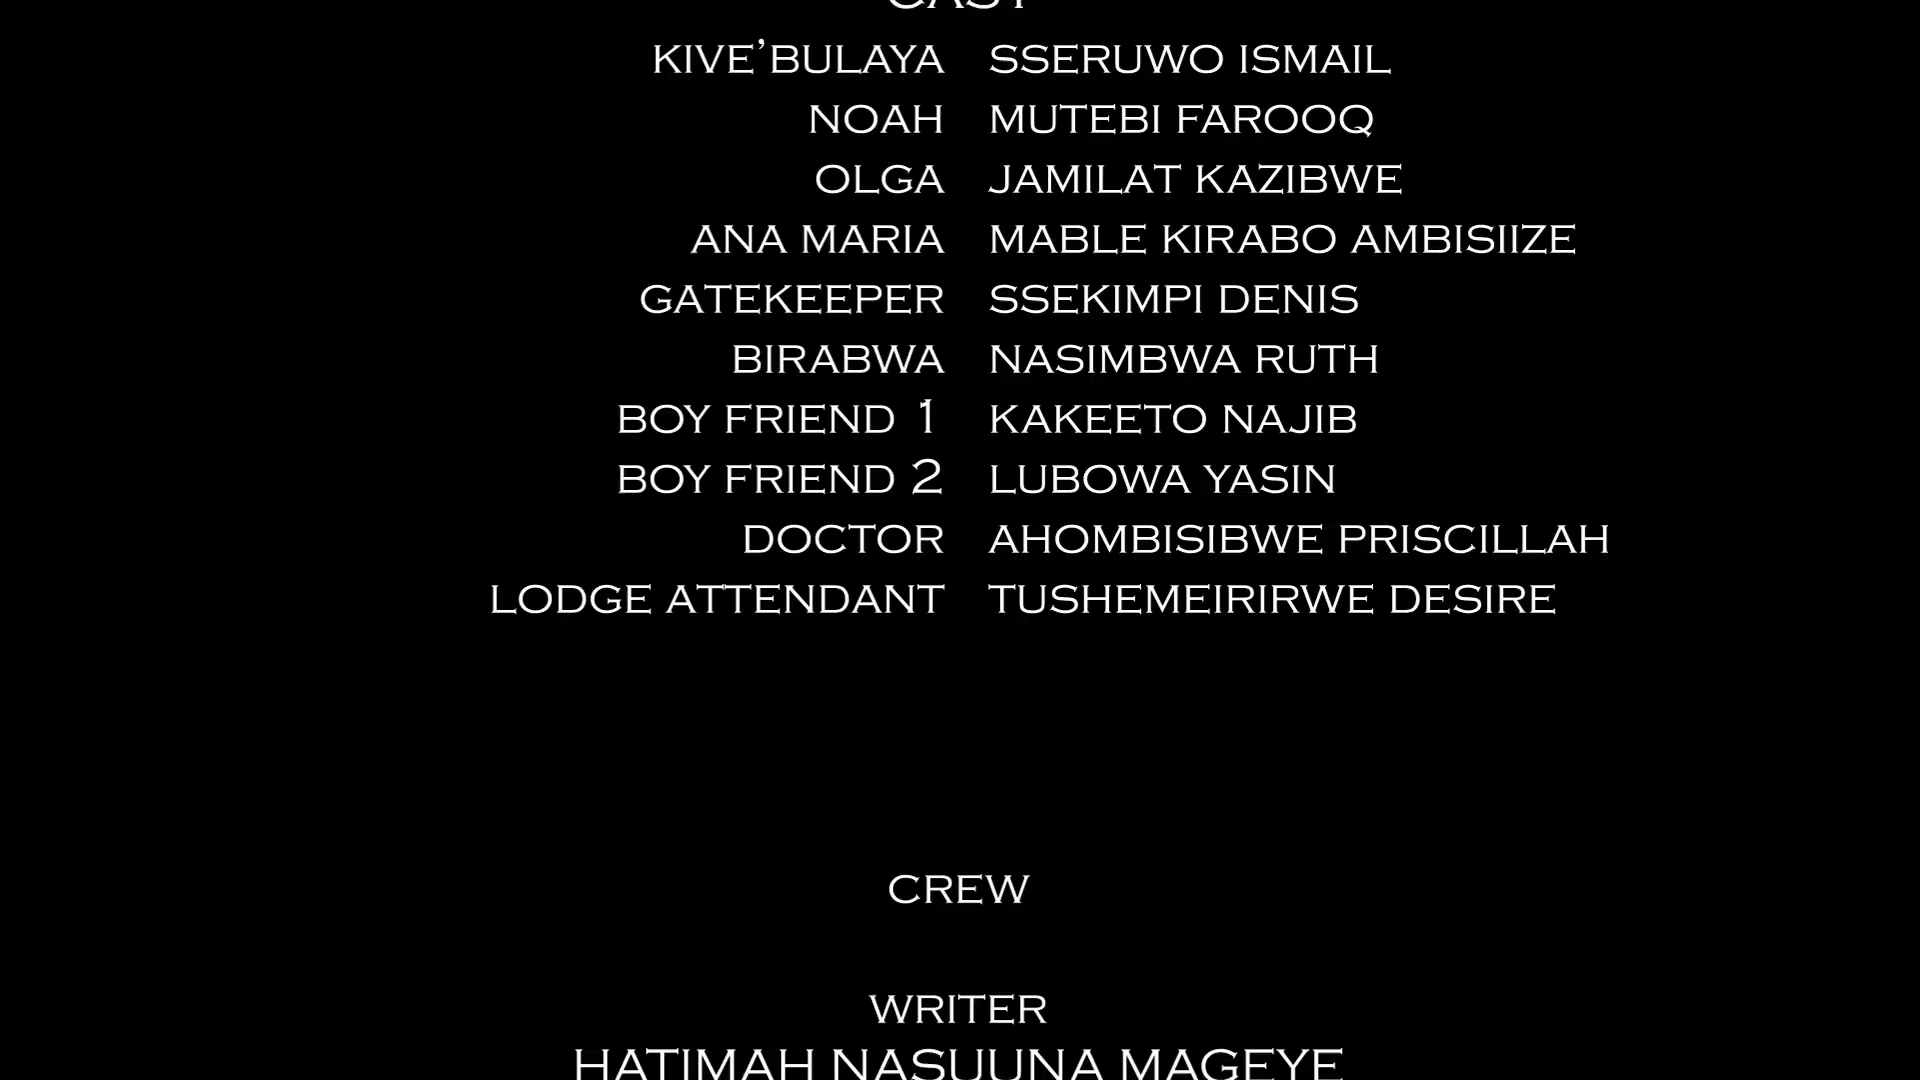 CAST
KIVE’BULAYA SSERUWO ISMAIL
NOAH MUTEBI FAROOQ
OLGA JAMILAT KAZIBWE
ANA MARIA MABLE KIRABO AMBISIIZE
GATEKEEPER SSEKIMPI DENIS
BIRABWA NASIMBWA RUTH
BOY FRIEND 1 KAKEETO NAJIB
BOY FRIEND 2 LUBOWA YASIN
DOCTOR AHOMBISIBWE PRISCILLAH
LODGE ATTENDANT TUSHEMEIRIRWE DESIRE
CREW
WRITER
HATIMAH NASUUNA MAGEYE